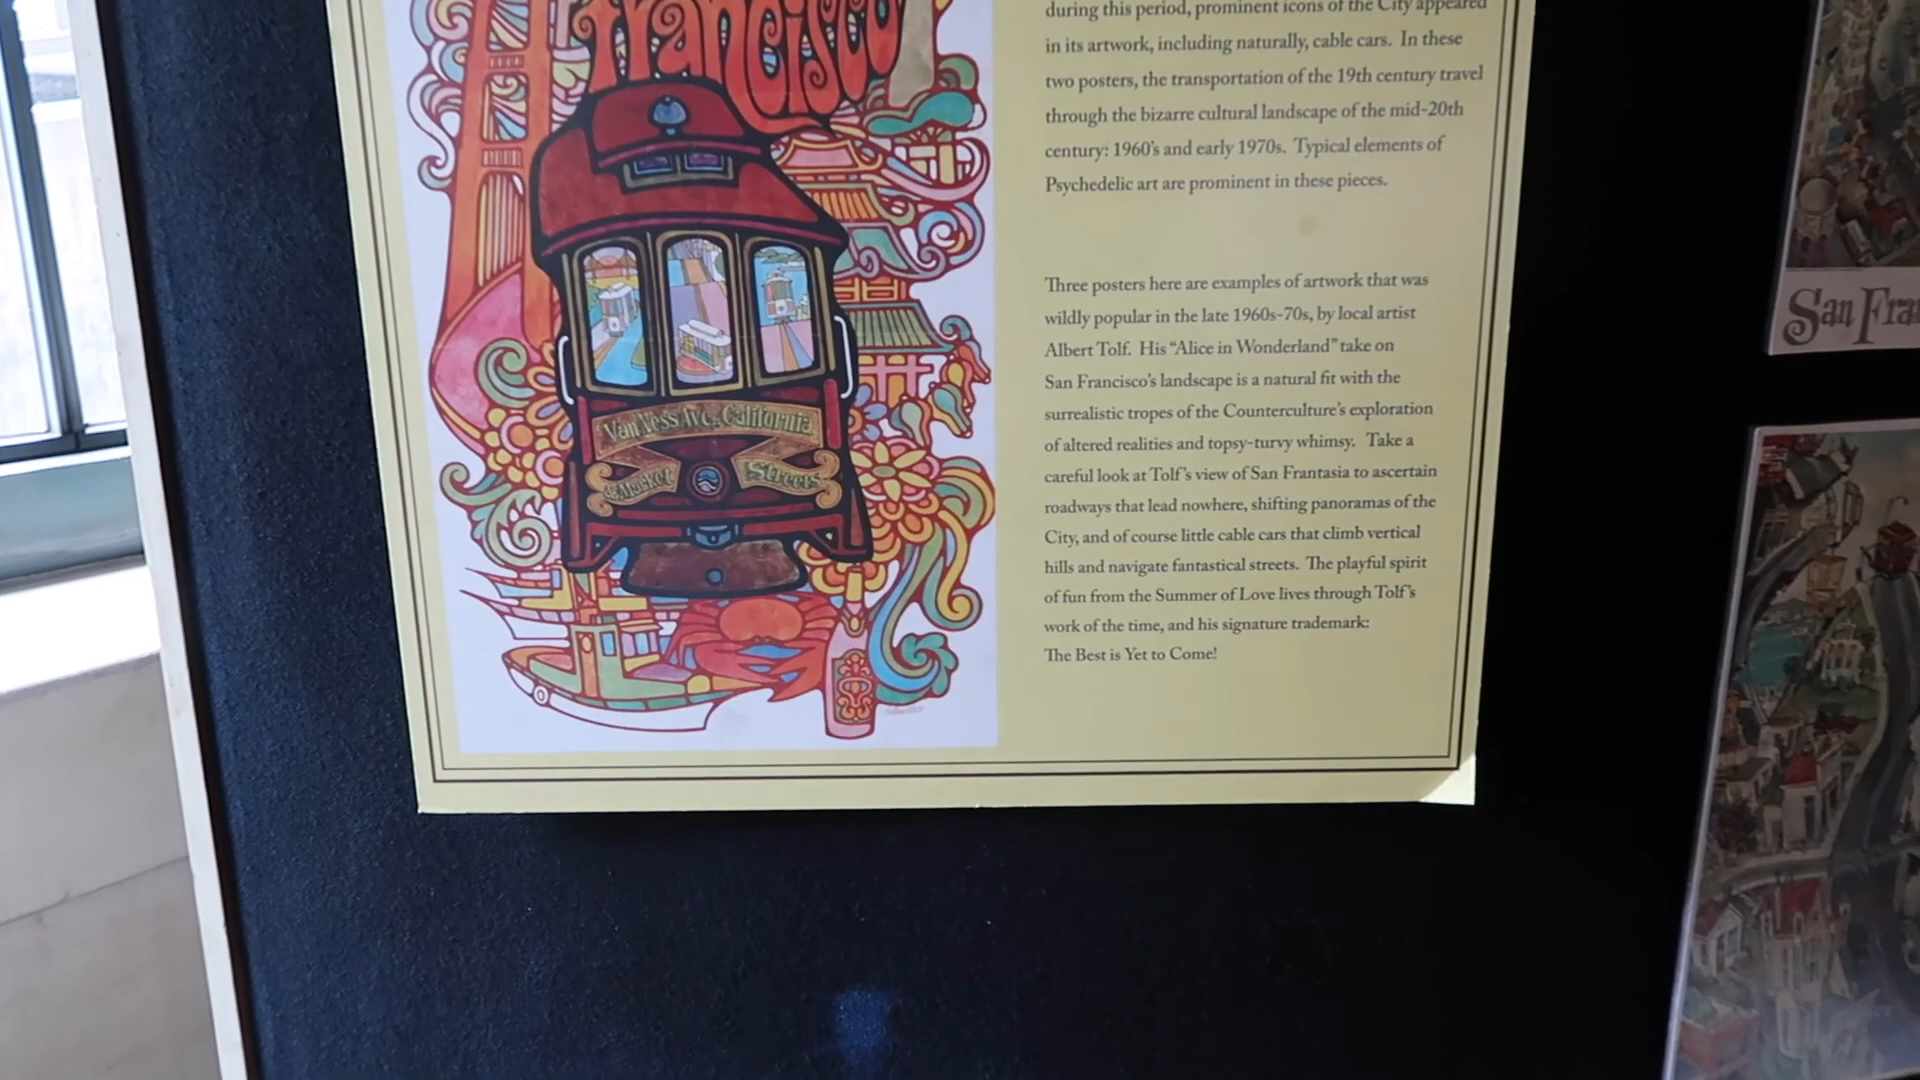 francisco
Van Ness Ave., California
& Market Streets
during this period, prominent icons of the City appeared
in its artwork, including naturally, cable cars. In these
two posters, the transportation of the 19th century travel
through the bizarre cultural landscape of the mid-20th
century: 1960's and early 1970s. Typical elements of
Psychedelic art are prominent in these pieces.
Three posters here are examples of artwork that was
wildly popular in the late 1960s-70s, by local artist
Albert Tolf. His "Alice in Wonderland" take on
San Francisco's landscape is a natural fit with the
surrealistic tropes of the Counterculture's exploration
of altered realities and topsy-turvy whimsy. Take a
careful look at Tolf's view of San Frantasia to ascertain
roadways that lead nowhere, shifting panoramas of the
City, and of course little cable cars that climb vertical
hills and navigate fantastical streets. The playful spirit
of fun from the Summer of Love lives through Tolf's
work of the time, and his signature trademark:
The Best is Yet to Come!
San Fra